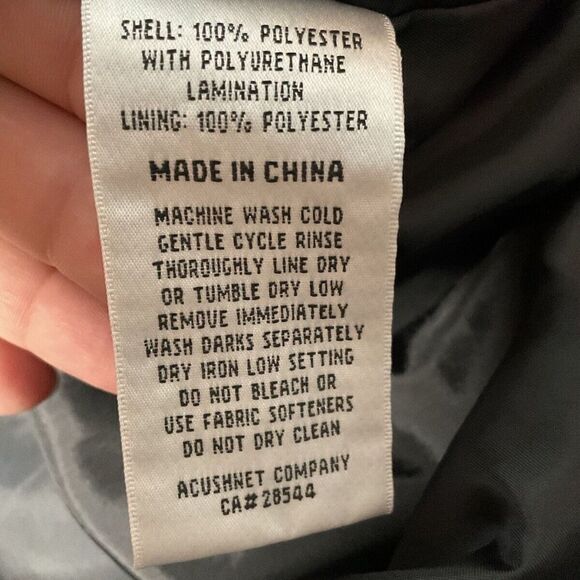 SHELL: 100% POLYESTER
WITH POLYURETHANE
LAMINATION
LINING: 100% POLYESTER
MADE IN CHINA
MACHINE WASH COLD
GENTLE CYCLE RINSE
THOROUGHLY LINE DRY
OR TUMBLE DRY LOW
REMOVE IMMEDIATELY
WASH DARKS SEPARATELY
DRY IRON LOW SETTING
DO NOT BLEACH OR
USE FABRIC SOFTENERS
DO NOT DRY CLEAN
ACUSHNET COMPANY
CA#28544